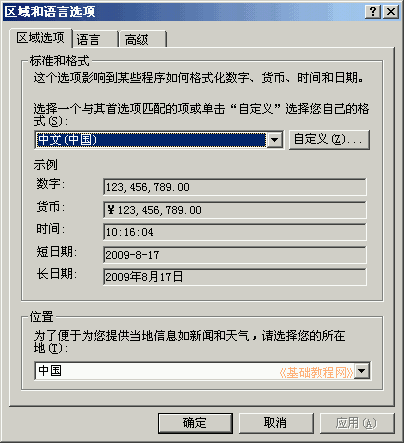 区域和语言选项
区域选项 语言 高级
标准和格式
这个选项影响到某些程序如何格式化数字、货币、时间和日期。
选择一个与其首选项匹配的项或单击“自定义”选择您自己的格
式(S):
中文(中国) 自定义(Z)...
示例
数字: 123,456,789.00
货币: ¥123,456,789.00
时间: 10:16:04
短日期: 2009-8-17
长日期: 2009年8月17日
位置
为了便于为您提供当地信息如新闻和天气，请选择您的所在
地(T):
中国 《基础教程网》
确定 取消 应用(A)